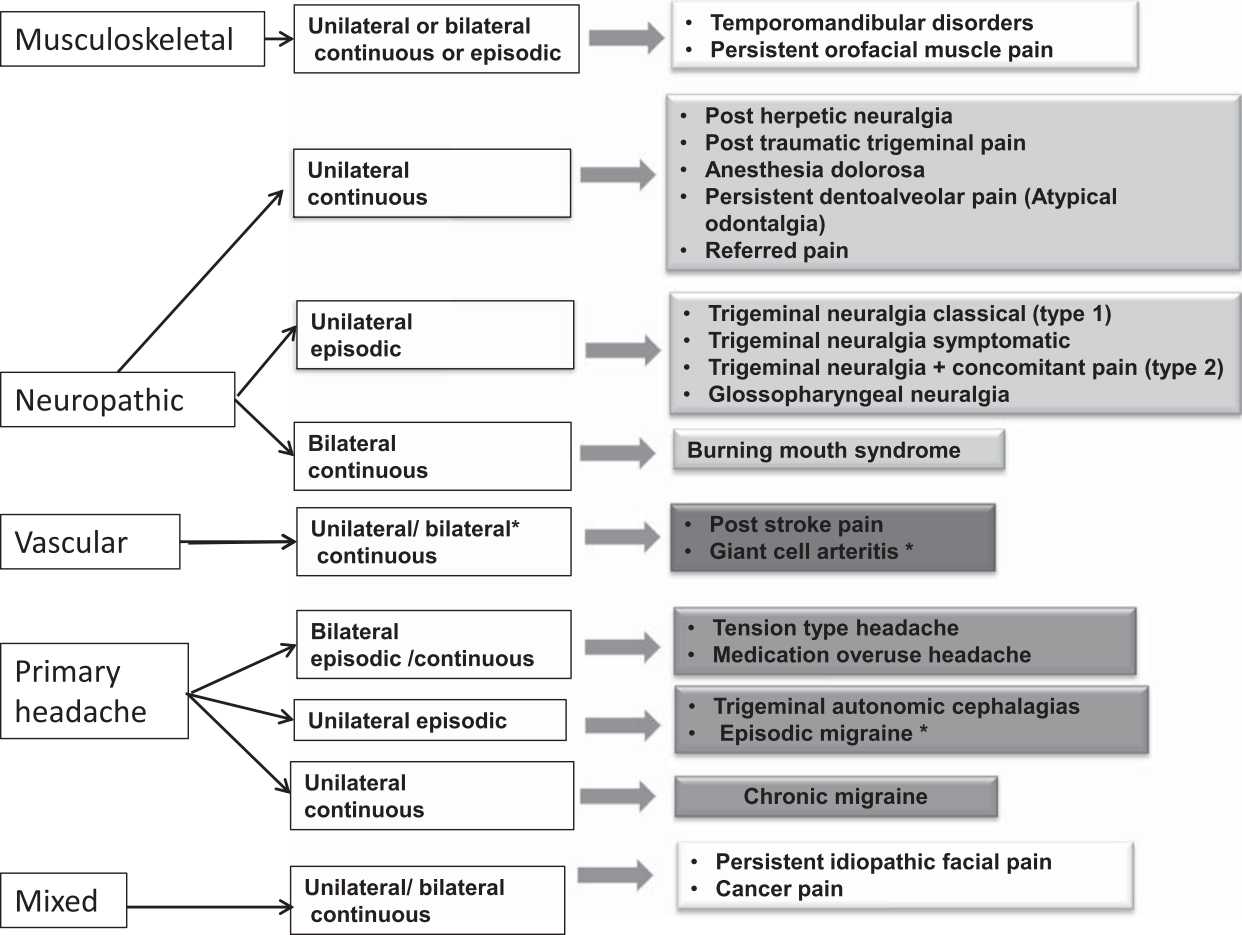 Musculoskeletal
Unilateral or bilateral
continuous or episodic
• Temporomandibular disorders
• Persistent orofacial muscle pain
Neuropathic
Unilateral
continuous
• Post herpetic neuralgia
• Post traumatic trigeminal pain
• Anesthesia dolorosa
• Persistent dentoalveolar pain (Atypical
odontalgia)
• Referred pain
Unilateral
episodic
• Trigeminal neuralgia classical (type 1)
• Trigeminal neuralgia symptomatic
• Trigeminal neuralgia + concomitant pain (type 2)
• Glossopharyngeal neuralgia
Bilateral
continuous
Burning mouth syndrome
Vascular
Unilateral/ bilateral*
continuous
• Post stroke pain
• Giant cell arteritis *
Primary
headache
Bilateral
episodic /continuous
• Tension type headache
• Medication overuse headache
Unilateral episodic
• Trigeminal autonomic cephalagias
• Episodic migraine *
Unilateral
continuous
Chronic migraine
Mixed
Unilateral/ bilateral
continuous
• Persistent idiopathic facial pain
• Cancer pain